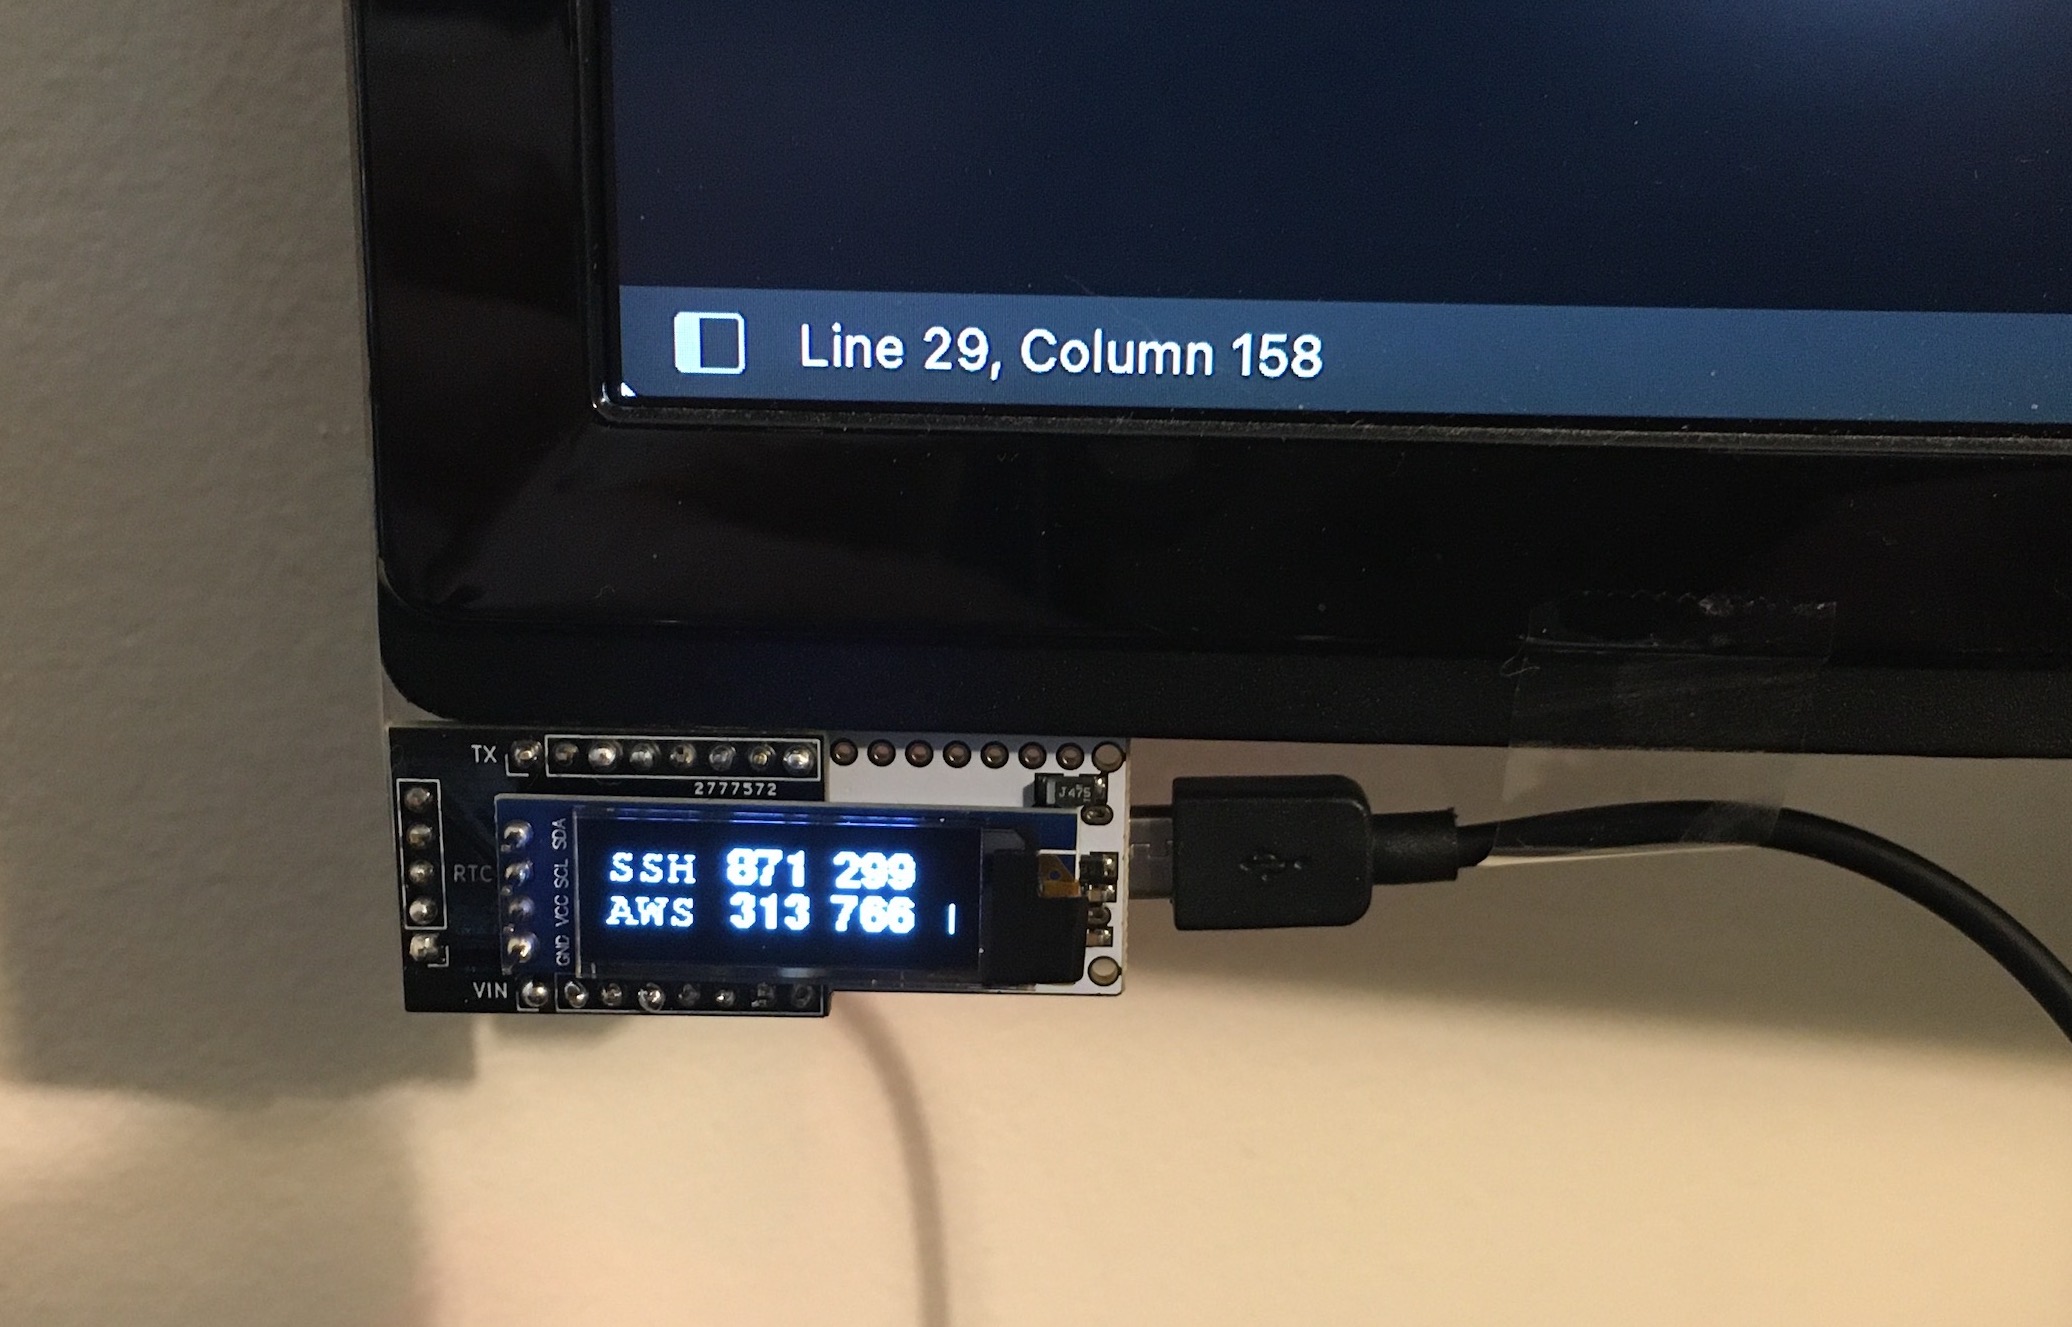 Line 29, Column 158
TX
2777572
J475
SDA
SCL
VCC
GND
RTC
SSH 871 299
AWS 313 766
VIN